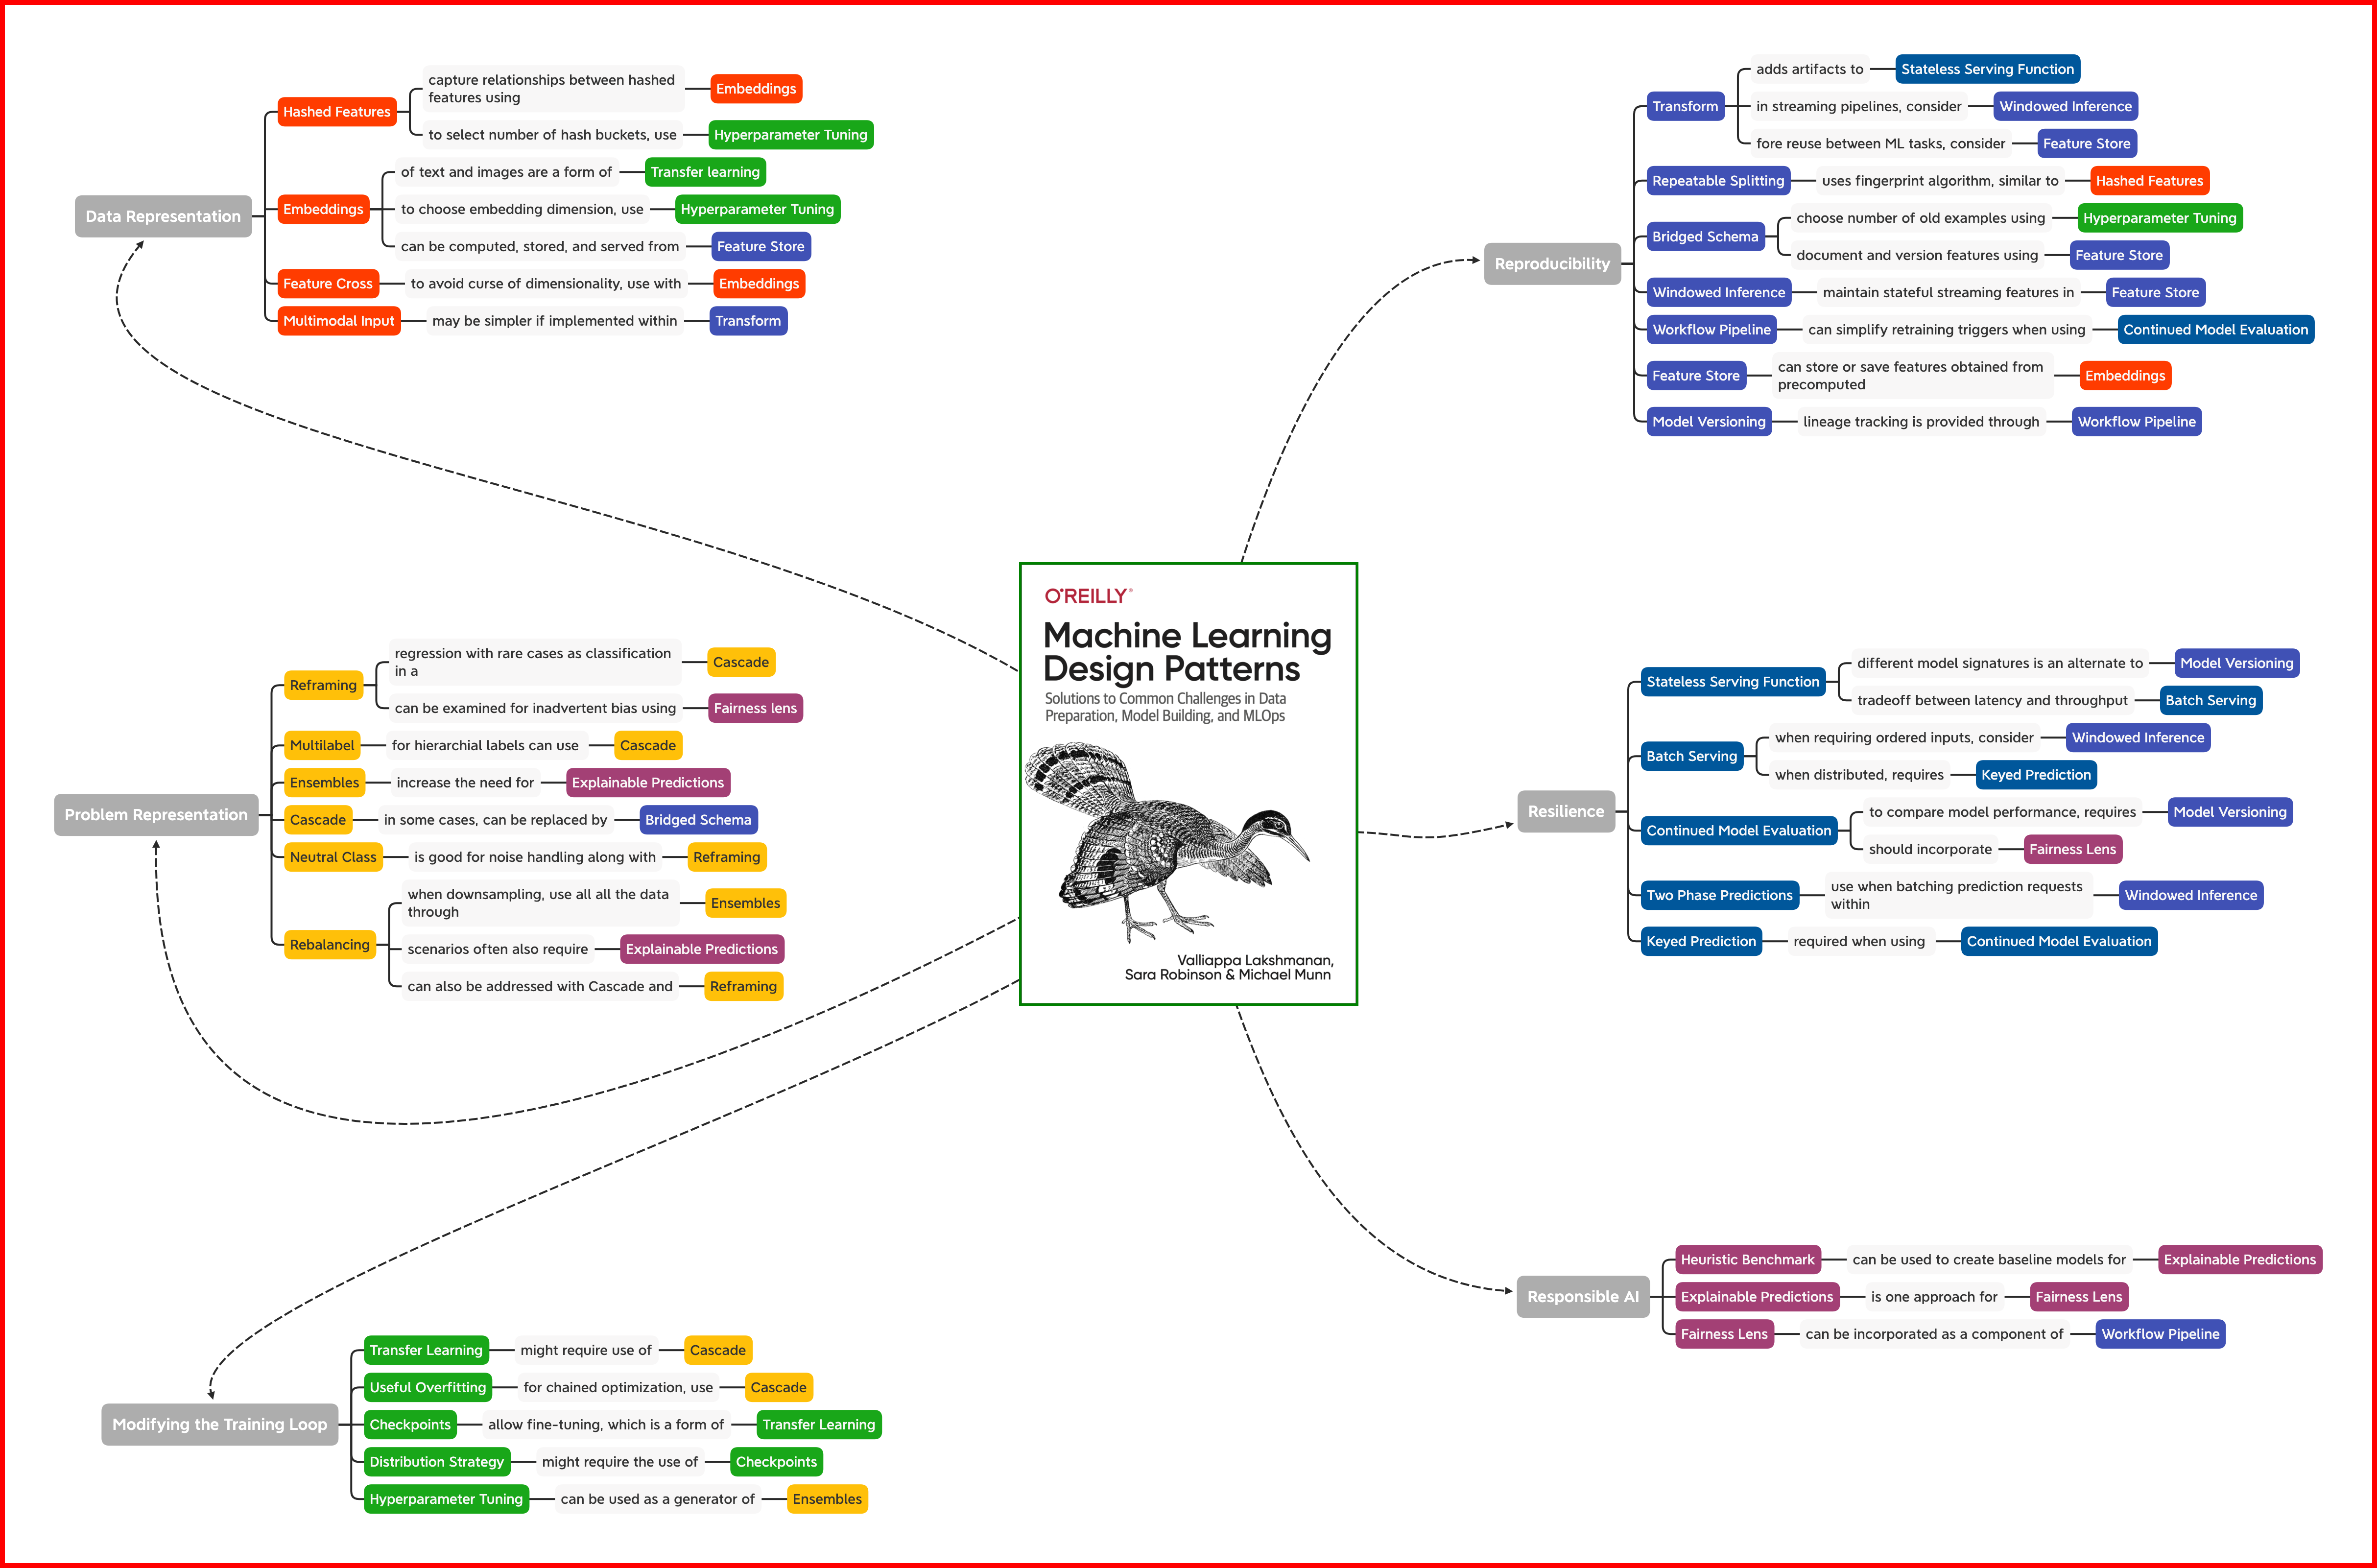 Data Representation
Hashed Features
capture relationships between hashed
features using
Embeddings
to select number of hash buckets, use
Hyperparameter Tuning
Embeddings
of text and images are a form of
Transfer learning
to choose embedding dimension, use
Hyperparameter Tuning
can be computed, stored, and served from
Feature Store
Feature Cross
to avoid curse of dimensionality, use with
Embeddings
Multimodal Input
may be simpler if implemented within
Transform
Problem Representation
Reframing
regression with rare cases as classification
in a
Cascade
can be examined for inadvertent bias using
Fairness lens
Multilabel
for hierarchial labels can use
Cascade
Ensembles
increase the need for
Explainable Predictions
Cascade
in some cases, can be replaced by
Bridged Schema
Neutral Class
is good for noise handling along with
Reframing
Rebalancing
when downsampling, use all all the data
through
Ensembles
scenarios often also require
Explainable Predictions
can also be addressed with Cascade and
Reframing
Modifying the Training Loop
Transfer Learning
might require use of
Cascade
Useful Overfitting
for chained optimization, use
Cascade
Checkpoints
allow fine-tuning, which is a form of
Transfer Learning
Distribution Strategy
might require the use of
Checkpoints
Hyperparameter Tuning
can be used as a generator of
Ensembles
O'REILLY®
Machine Learning
Design Patterns
Solutions to Common Challenges in Data
Preparation, Model Building, and MLOps
Valliappa Lakshmanan,
Sara Robinson & Michael Munn
Reproducibility
Transform
adds artifacts to
Stateless Serving Function
in streaming pipelines, consider
Windowed Inference
fore reuse between ML tasks, consider
Feature Store
Repeatable Splitting
uses fingerprint algorithm, similar to
Hashed Features
Bridged Schema
choose number of old examples using
Hyperparameter Tuning
document and version features using
Feature Store
Windowed Inference
maintain stateful streaming features in
Feature Store
Workflow Pipeline
can simplify retraining triggers when using
Continued Model Evaluation
Feature Store
can store or save features obtained from
precomputed
Embeddings
Model Versioning
lineage tracking is provided through
Workflow Pipeline
Resilience
Stateless Serving Function
different model signatures is an alternate to
Model Versioning
tradeoff between latency and throughput
Batch Serving
Batch Serving
when requiring ordered inputs, consider
Windowed Inference
when distributed, requires
Keyed Prediction
Continued Model Evaluation
to compare model performance, requires
Model Versioning
should incorporate
Fairness Lens
Two Phase Predictions
use when batching prediction requests
within
Windowed Inference
Keyed Prediction
required when using
Continued Model Evaluation
Responsible AI
Heuristic Benchmark
can be used to create baseline models for
Explainable Predictions
Explainable Predictions
is one approach for
Fairness Lens
Fairness Lens
can be incorporated as a component of
Workflow Pipeline